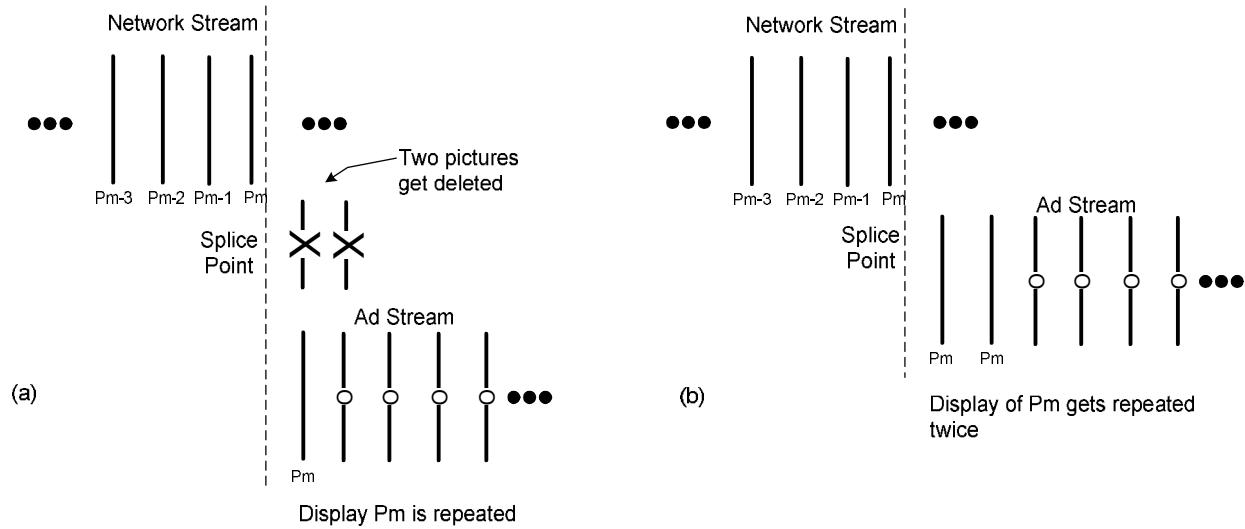 Network Stream
Pm-3 Pm-2 Pm-1 Pm
Two pictures
get deleted
Splice
Point
Ad Stream
(a)
Pm
Display Pm is repeated
Network Stream
Pm-3 Pm-2 Pm-1 Pm
Ad Stream
Splice
Point
Pm Pm
(b)
Display of Pm gets repeated
twice